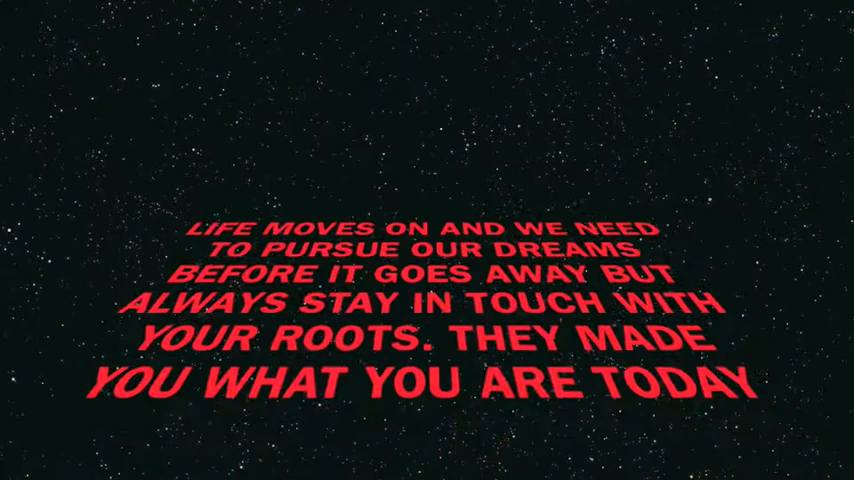 LIFE MOVES ON AND WE NEED
TO PURSUE OUR DREAMS
BEFORE IT GOES AWAY BUT
ALWAYS STAY IN TOUCH WITH
YOUR ROOTS. THEY MADE
YOU WHAT YOU ARE TODAY